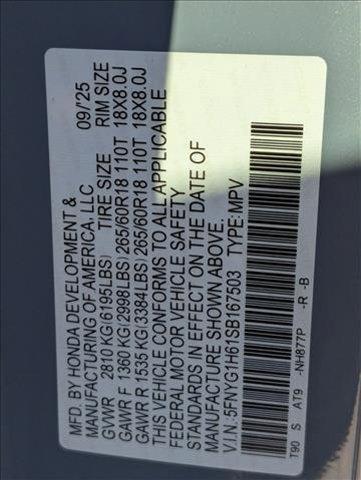 MFD. BY HONDA DEVELOPMENT &
MANUFACTURING OF AMERICA, LLC 09/'25
GVWR 2810 KG(6195LBS) TIRE SIZE RIM SIZE
GAWR F 1360 KG(2998LBS) 265/60R18 110T 18X8.0J
GAWR R 1535 KG(3384LBS) 265/60R18 110T 18X8.0J
THIS VEHICLE CONFORMS TO ALL APPLICABLE
FEDERAL MOTOR VEHICLE SAFETY
STANDARDS IN EFFECT ON THE DATE OF
MANUFACTURE SHOWN ABOVE.
V.I.N.:5FNYG1H61SB167503 TYPE:MPV
T90 S AT9 -NH877P -R -B